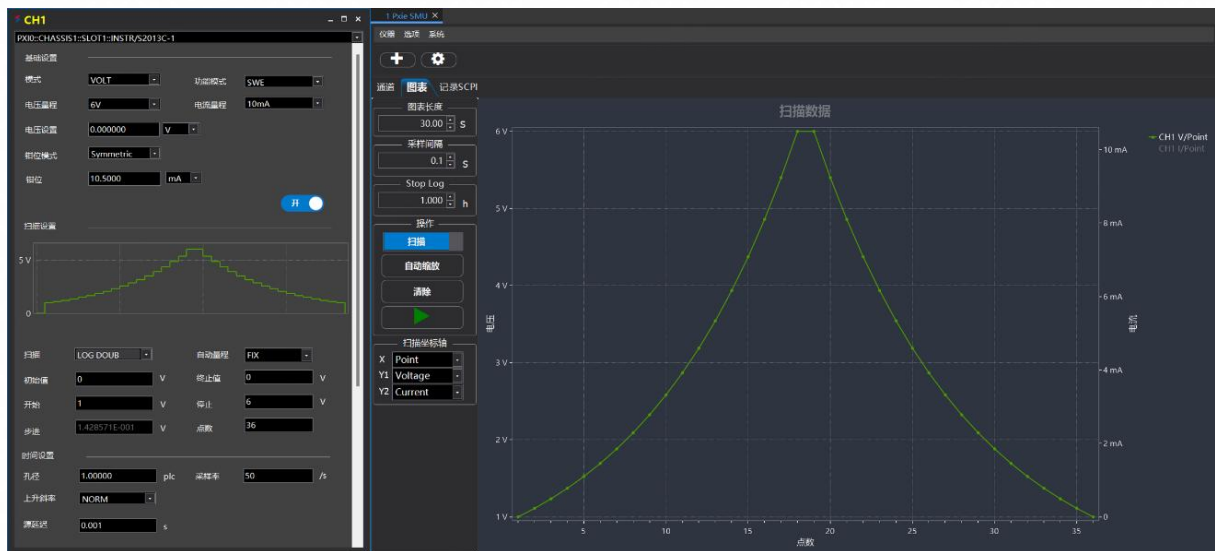 CH1
PXI0::CHASSIS1::SLOT1::INSTR/S2013C-1
基础设置
模式 VOLT 功能模式 SWE
电压量程 6V 电流量程 10mA
电压设置 0.000000 V
钳位模式 Symmetric
钳位 10.5000 mA
开
扫描设置
5 V
0
扫描 LOG DOUB 自动量程 FIX
初始值 0 V 终止值 0 V
开始 1 V 停止 6 V
步进 1.428571E-001 V 点数 36
时间设置
孔径 1.00000 plc 采样率 50 /s
上升斜率 NORM
源延迟 0.001 s
1 Pxie SMU
仪器 选项 系统
通道 图表 记录SCPI
图表长度
30.00 S
采样间隔
0.1 S
Stop Log
1.000 h
操作
扫描
自动缩放
清除
扫描坐标轴
X Point
Y1 Voltage
Y2 Current
扫描数据
CH1 V/Point
CH1 I/Point
6 V
5 V
4 V
3 V
2 V
1 V
电压
10 mA
8 mA
6 mA
4 mA
2 mA
0
电流
5 10 15 20 25 30 35
点数